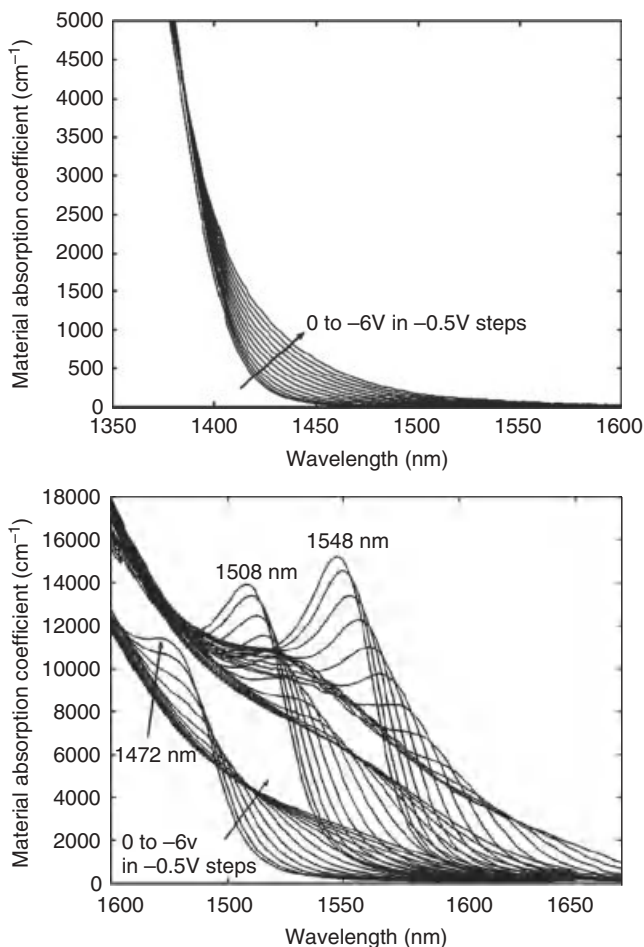 Material absorption coefficient (cm⁻¹)
5000
4500
4000
3500
3000
2500
2000
1500
1000
500
0
0 to –6V in –0.5V steps
1350 1400 1450 1500 1550 1600
Wavelength (nm)
Material absorption coefficient (cm⁻¹)
18000
16000
14000
12000
10000
8000
6000
4000
2000
0
1548 nm
1508 nm
1472 nm
0 to –6v
in –0.5V steps
1600 1500 1550 1600 1650
Wavelength (nm)